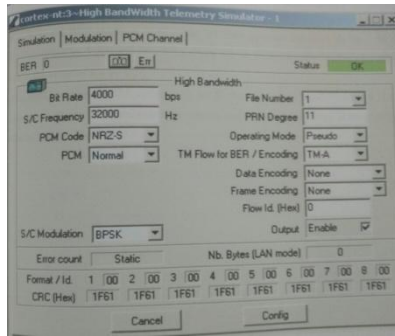 cortex-nt:3~High BandWidth Telemetry Simulator - 1
Simulation Modulation PCM Channel
BER 0 Err Status OK
High Bandwidth
Bit Rate 4000 bps File Number 1
S/C Frequency 32000 Hz PRN Degree 11
PCM Code NRZ-S Operating Mode Pseudo
PCM Normal TM Flow for BER / Encoding TM-A
Data Encoding None
Frame Encoding None
Flow Id. (Hex) 0
S/C Modulation BPSK Output Enable
Error count Static Nb. Bytes (LAN mode) 0
Format / Id. 1 00 2 00 3 00 4 00 5 00 6 00 7 00 8 00
CRC (Hex) 1F61 1F61 1F61 1F61 1F61 1F61 1F61 1F61
Cancel Config